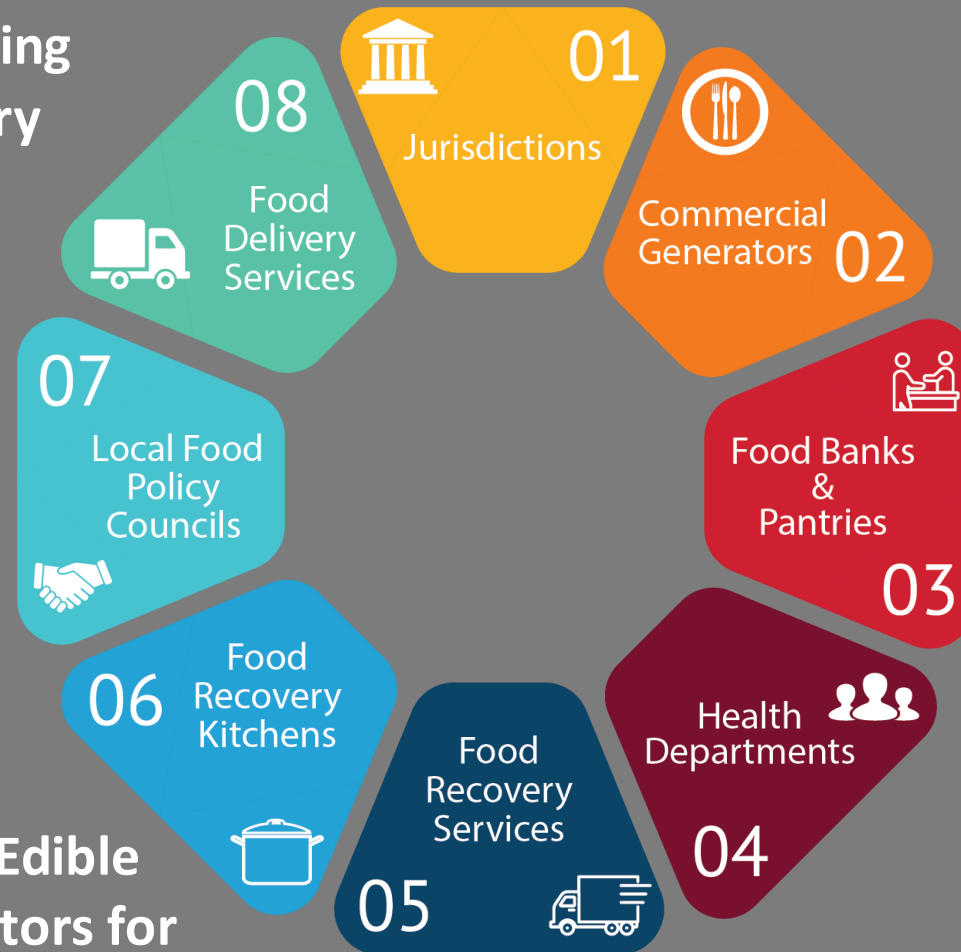 ing
ry
01
Jurisdictions
Commercial
Generators
02
Food Banks
&
Pantries
03
Health
Departments
04
Food
Recovery
Services
05
06
Food
Recovery
Kitchens
07
Local Food
Policy
Councils
08
Food
Delivery
Services
Edible
tors for